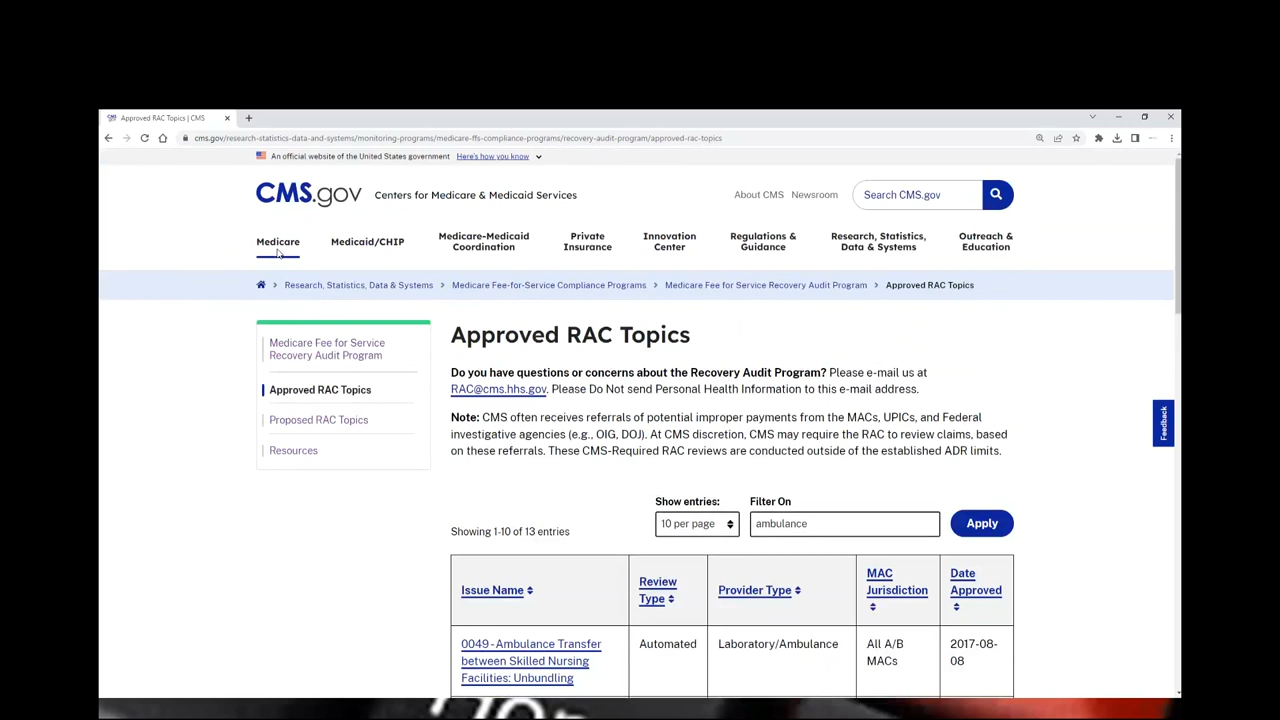 Approved RAC Topics | CMS
cms.gov/research-statistics-data-and-systems/monitoring-programs/medicare-ffs-compliance-programs/recovery-audit-program/approved-rac-topics
An official website of the United States government Here's how you know
CMS.gov Centers for Medicare & Medicaid Services
About CMS Newsroom
Search CMS.gov
Medicare
Medicaid/CHIP
Medicare-Medicaid
Coordination
Private
Insurance
Innovation
Center
Regulations &
Guidance
Research, Statistics,
Data & Systems
Outreach &
Education
Research, Statistics, Data & Systems > Medicare Fee-for-Service Compliance Programs > Medicare Fee for Service Recovery Audit Program > Approved RAC Topics
Medicare Fee for Service
Recovery Audit Program
Approved RAC Topics
Proposed RAC Topics
Resources
Approved RAC Topics
Do you have questions or concerns about the Recovery Audit Program? Please e-mail us at
RAC@cms.hhs.gov. Please Do Not send Personal Health Information to this e-mail address.
Note: CMS often receives referrals of potential improper payments from the MACs, UPICs, and Federal
investigative agencies (e.g., OIG, DOJ). At CMS discretion, CMS may require the RAC to review claims, based
on these referrals. These CMS-Required RAC reviews are conducted outside of the established ADR limits.
Feedback
Showing 1-10 of 13 entries
Show entries:
10 per page
Filter On
ambulance
Apply
Issue Name
Review
Type
Provider Type
MAC
Jurisdiction
Date
Approved
0049 - Ambulance Transfer
between Skilled Nursing
Facilities: Unbundling
Automated
Laboratory/Ambulance
All A/B
MACs
2017-08-
08